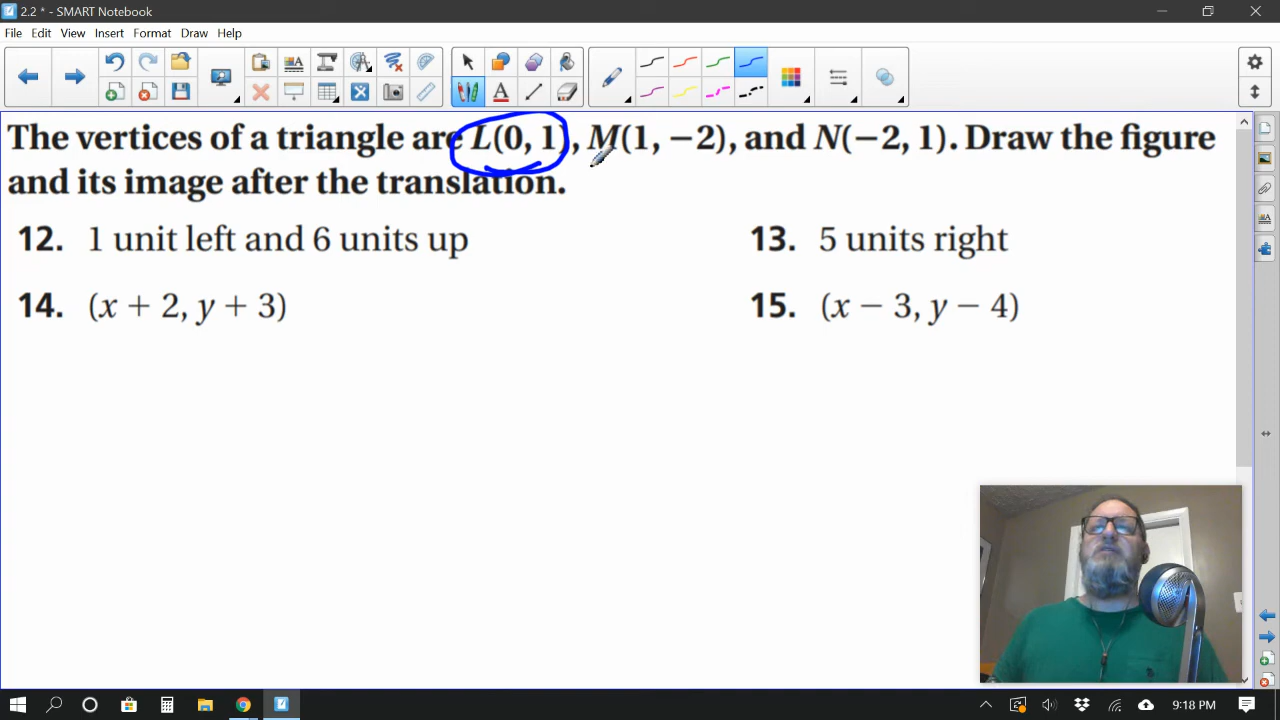 2.2 * - SMART Notebook
File Edit View Insert Format Draw Help
The vertices of a triangle are L(0, 1), M(1, −2), and N(−2, 1). Draw the figure
and its image after the translation.
12. 1 unit left and 6 units up
13. 5 units right
14. (x + 2, y + 3)
15. (x − 3, y − 4)
9:18 PM